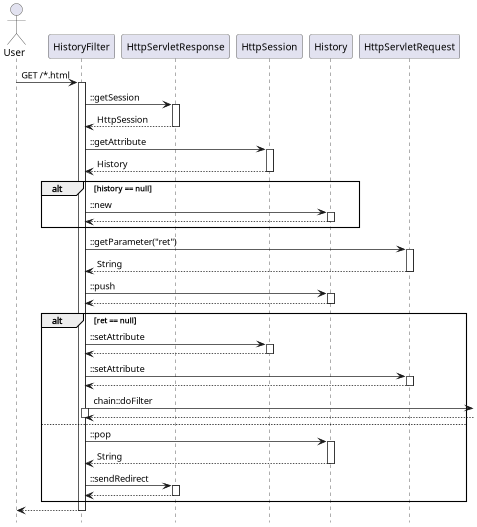 User
HistoryFilter
HttpServletResponse
HttpSession
History
HttpServletRequest
GET /*.html
::getSession
HttpSession
::getAttribute
History
alt [history == null]
::new
::getParameter("ret")
String
::push
alt [ret == null]
::setAttribute
::setAttribute
chain::doFilter
::pop
String
::sendRedirect